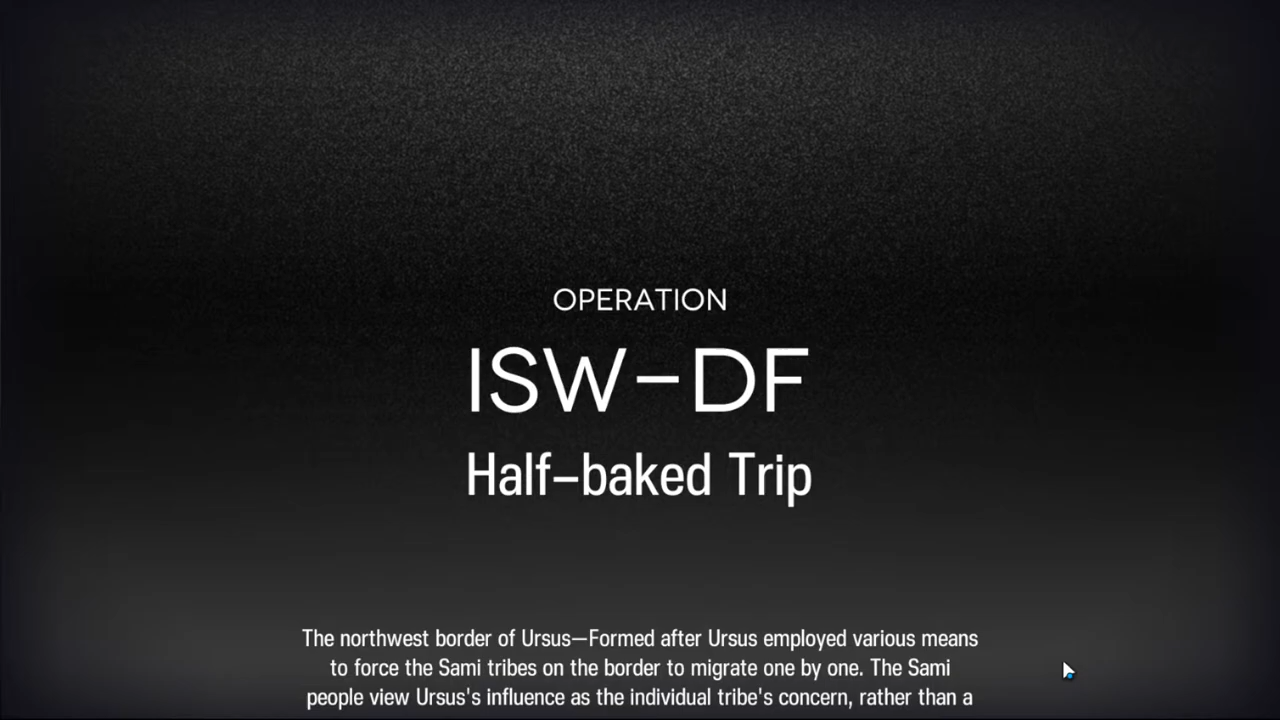 OPERATION
ISW-DF
Half-baked Trip
The northwest border of Ursus—Formed after Ursus employed various means
to force the Sami tribes on the border to migrate one by one. The Sami
people view Ursus's influence as the individual tribe's concern, rather than a